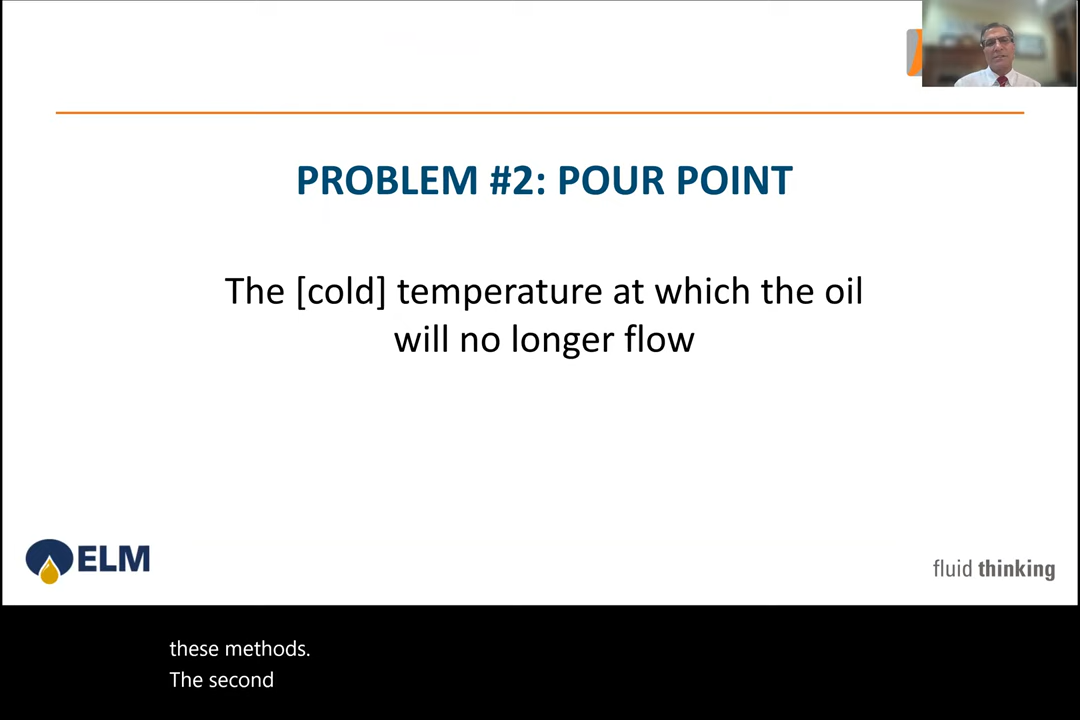 PROBLEM #2: POUR POINT
The [cold] temperature at which the oil
will no longer flow
ELM
fluid thinking
these methods.
The second